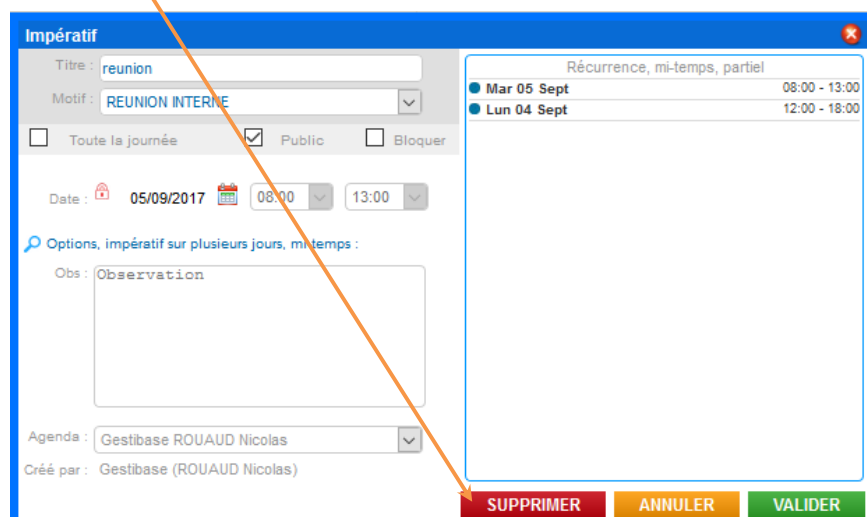 Impératif
Titre : reunion
Motif : REUNION INTERNE
Toute la journée Public Bloquer
Date : 05/09/2017 08:00 13:00
Options, impératif sur plusieurs jours, mi-temps :
Obs : Observation
Agenda : Gestibase ROUAUD Nicolas
Créé par : Gestibase (ROUAUD Nicolas)
Récurrence, mi-temps, partiel
Mar 05 Sept 08:00 - 13:00
Lun 04 Sept 12:00 - 18:00
SUPPRIMER ANNULER VALIDER